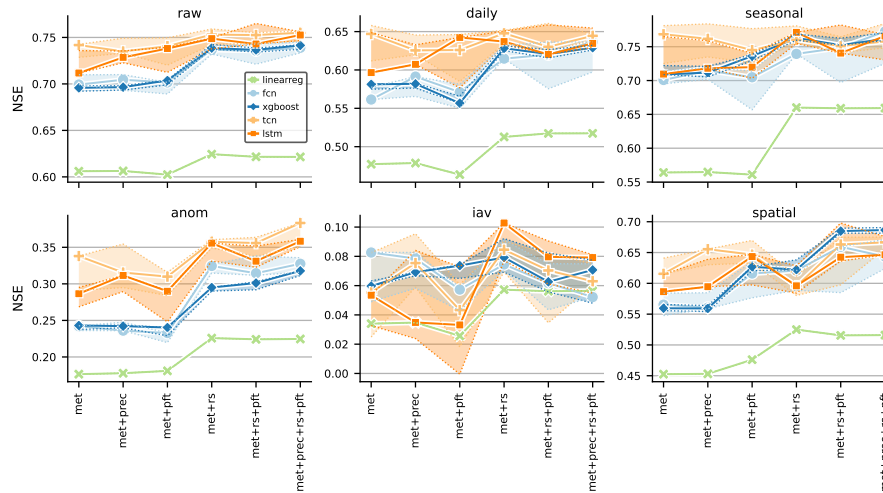 raw
daily
seasonal
NSE
0.75
0.70
0.65
0.60
linearreg
fcn
xgboost
tcn
lstm
0.65
0.60
0.55
0.50
0.75
0.70
0.65
0.60
0.55
anom
iav
spatial
NSE
0.35
0.30
0.25
0.20
0.10
0.08
0.06
0.04
0.02
0.00
0.70
0.65
0.60
0.55
0.50
0.45
met
met+prec
met+pft
met+rs
met+rs+pft
met+prec+rs+pft
met
met+prec
met+pft
met+rs
met+rs+pft
met+prec+rs+pft
met
met+prec
met+pft
met+rs
met+rs+pft